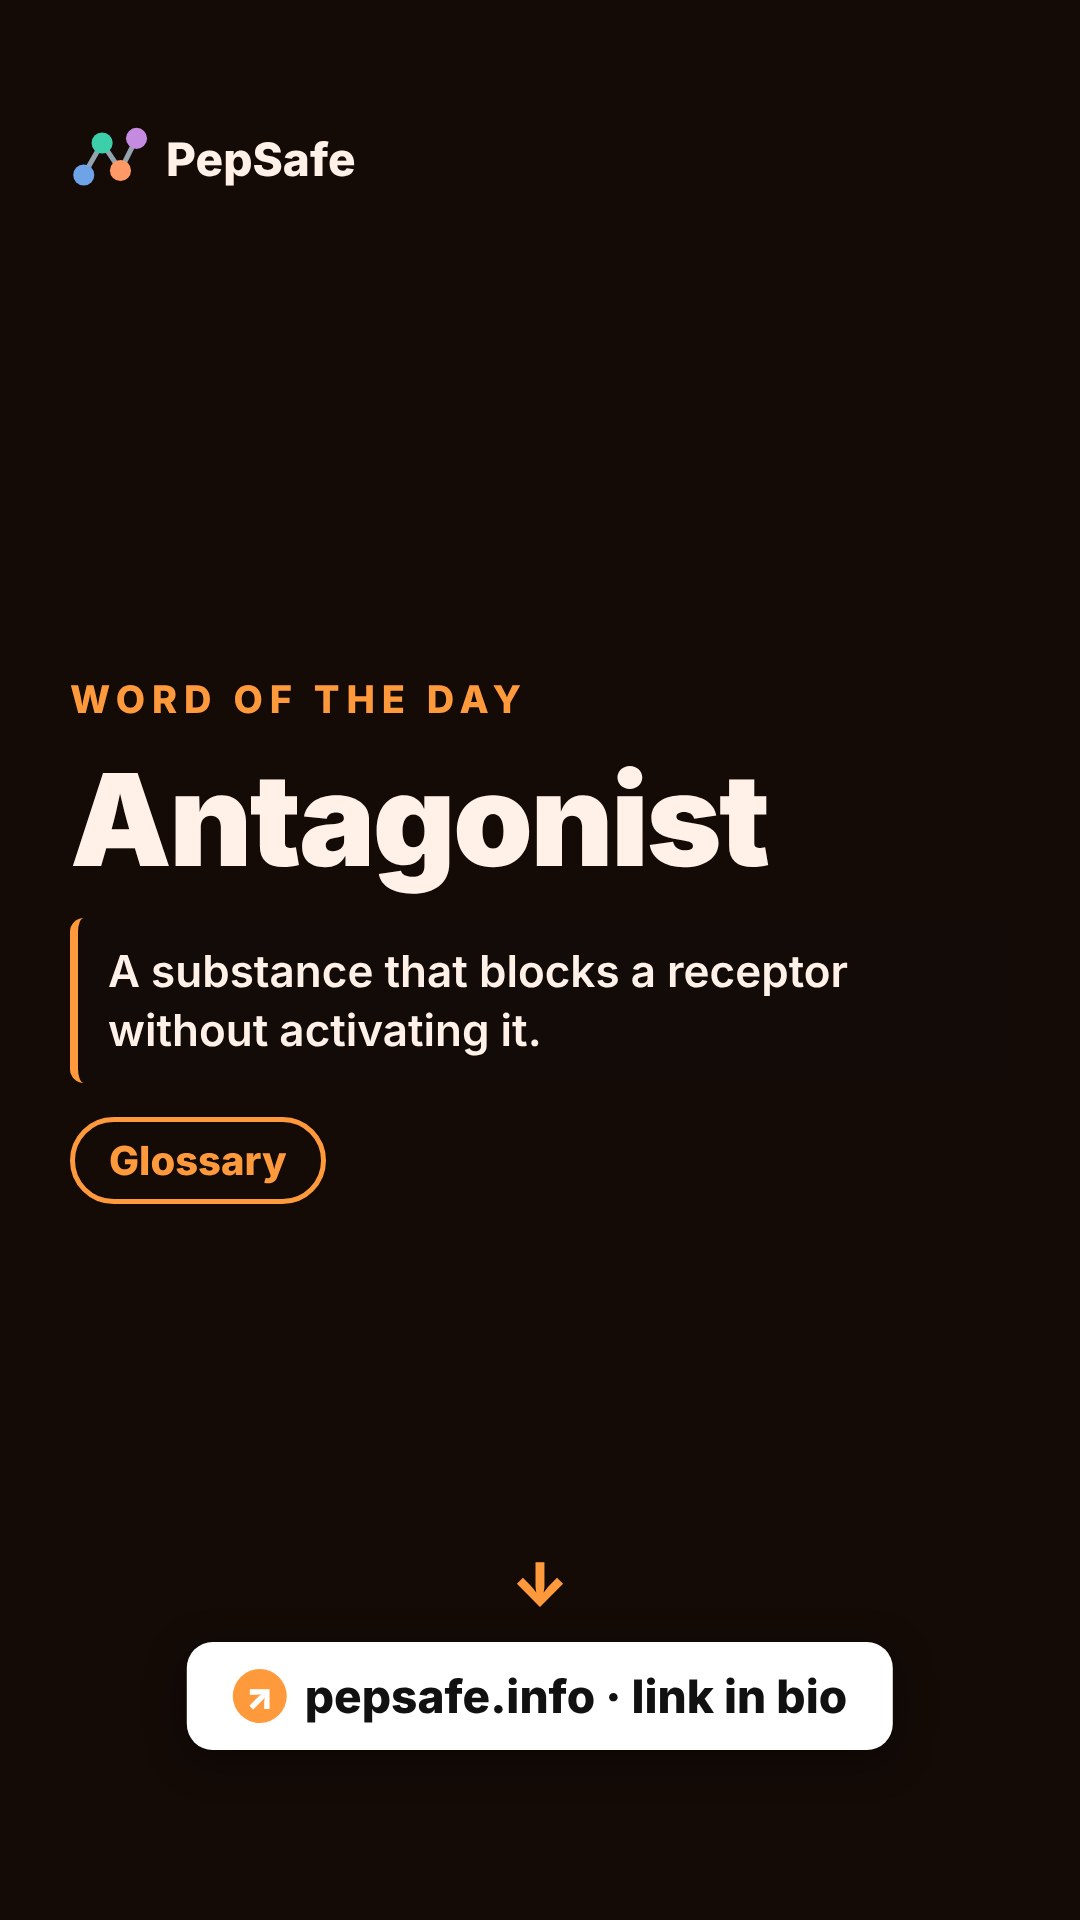 PepSafe
WORD OF THE DAY
Antagonist
A substance that blocks a receptor
without activating it.
Glossary
pepsafe.info · link in bio